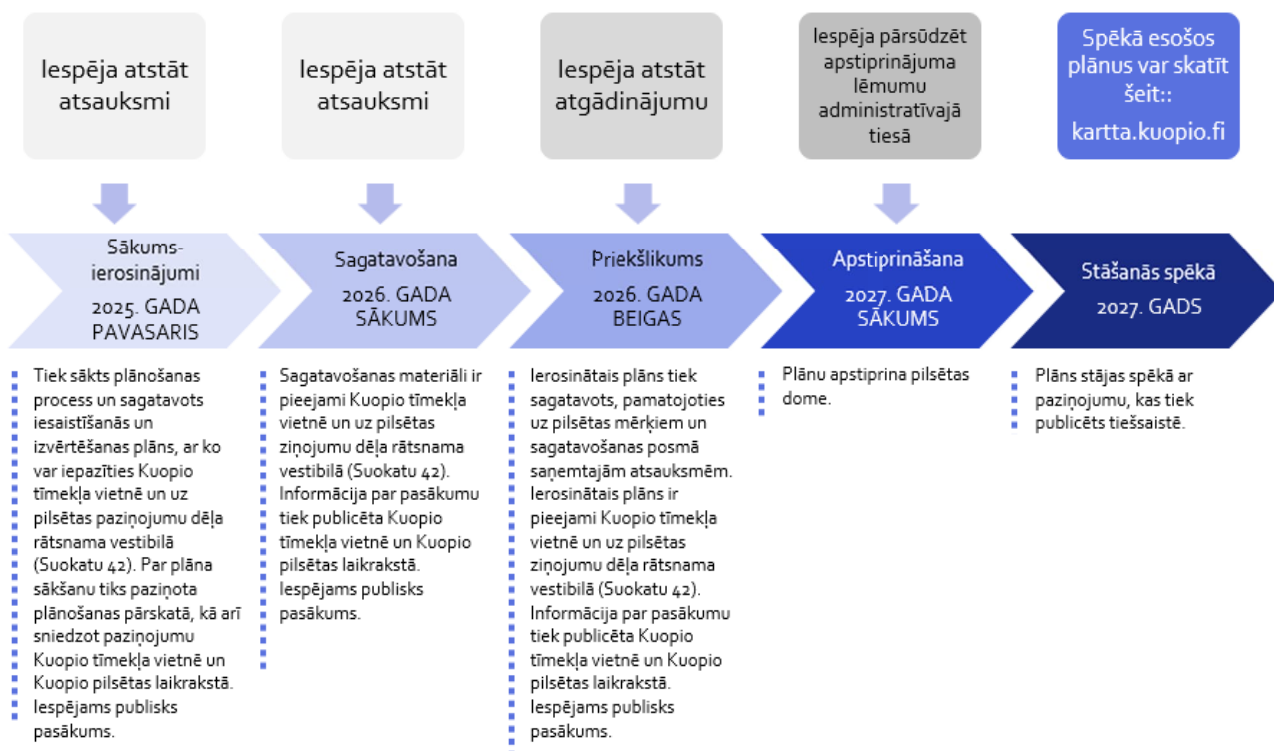 Iespēja atstāt
atsauksmi
Iespēja atstāt
atsauksmi
Iespēja atstāt
atgādinājumu
Iespēja pārsūdzēt
apstiprinājuma
lēmumu
administratīvajā
tiesā
Spēkā esošos
plānus var skatīt
šeit::
kartta.kuopio.fi
Sākums-
ierosinājumi
2025. GADA
PAVASARIS
Sagatavošana
2026. GADA
SĀKUMS
Priekšlikums
2026. GADA
BEIGAS
Apstiprināšana
2027. GADA
SĀKUMS
Stāšanās spēkā
2027. GADS
Tiek sākts plānošanas
process un sagatavots
iesaistīšanās un
izvērtēšanas plāns, ar ko
var iepazīties Kuopio
tīmekļa vietnē un uz
pilsētas paziņojumu dēļa
rātsnama vestibilā
(Suokatu 42). Par plāna
sākšanu tiks paziņota
plānošanas pārskatā, kā arī
sniedzot paziņojumu
Kuopio tīmekļa vietnē un
Kuopio pilsētas laikrakstā.
Iespējams publisks
pasākums.
Sagatavošanas materiāli ir
pieejami Kuopio tīmekļa
vietnē un uz pilsētas
ziņojumu dēļa rātsnama
vestibilā (Suokatu 42).
Informācija par pasākumu
tiek publicēta Kuopio
tīmekļa vietnē un Kuopio
pilsētas laikrakstā.
Iespējams publisks
pasākums.
Ierosinātais plāns tiek
sagatavots, pamatojoties
uz pilsētas mērķiem un
sagatavošanas posmā
saņemtajām atsauksmēm.
Ierosinātais plāns ir
pieejami Kuopio tīmekļa
vietnē un uz pilsētas
ziņojumu dēļa rātsnama
vestibilā (Suokatu 42).
Informācija par pasākumu
tiek publicēta Kuopio
tīmekļa vietnē un Kuopio
pilsētas laikrakstā.
Iespējams publisks
pasākums.
Plānu apstiprina pilsētas
dome.
Plāns stājas spēkā ar
paziņojumu, kas tiek
publicēts tiešsaistē.